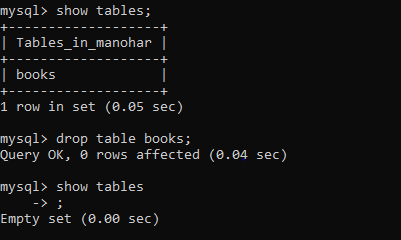 mysql> show tables;
+-------------------+
| Tables_in_manohar |
+-------------------+
| books             |
+-------------------+
1 row in set (0.05 sec)
mysql> drop table books;
Query OK, 0 rows affected (0.04 sec)
mysql> show tables
    -> ;
Empty set (0.00 sec)